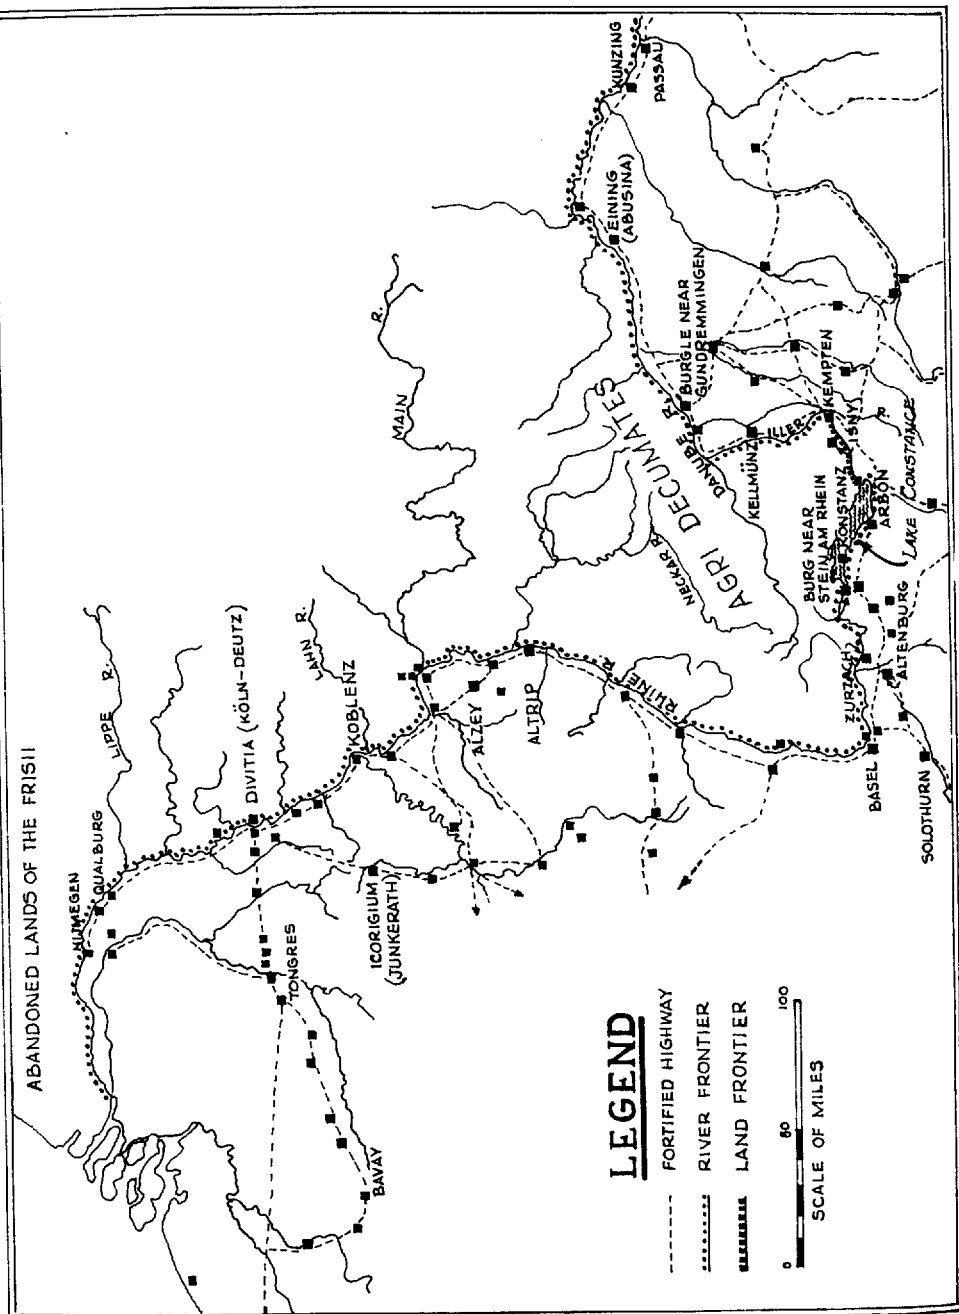 ABANDONED LANDS OF THE FRISII
NIJMEGEN
QUALBURG
LIPPE R.
DIVITIA (KÖLN-DEUTZ)
LAHN R.
KOBLENZ
MAIN R.
TONGRES
ICORIGIUM
(JUNKERATH)
BAVAY
ALZEY
ALTRIP
RHINE R.
NECKAR R.
AGRI DECUMATES
DANUBE R.
BURGLE NEAR
GUNDREMMINGEN
EINING
(ABUSINA)
KUNZING
PASSAU
KELLMÜNZ
ILLER R.
KEMPTEN
ISNY
BURG NEAR
STEIN AM RHEIN
KONSTANZ
ARBON
LAKE CONSTANCE
ZURZACH
ALTENBURG
BASEL
SOLOTHURN
LEGEND
FORTIFIED HIGHWAY
RIVER FRONTIER
LAND FRONTIER
0 50 100
SCALE OF MILES